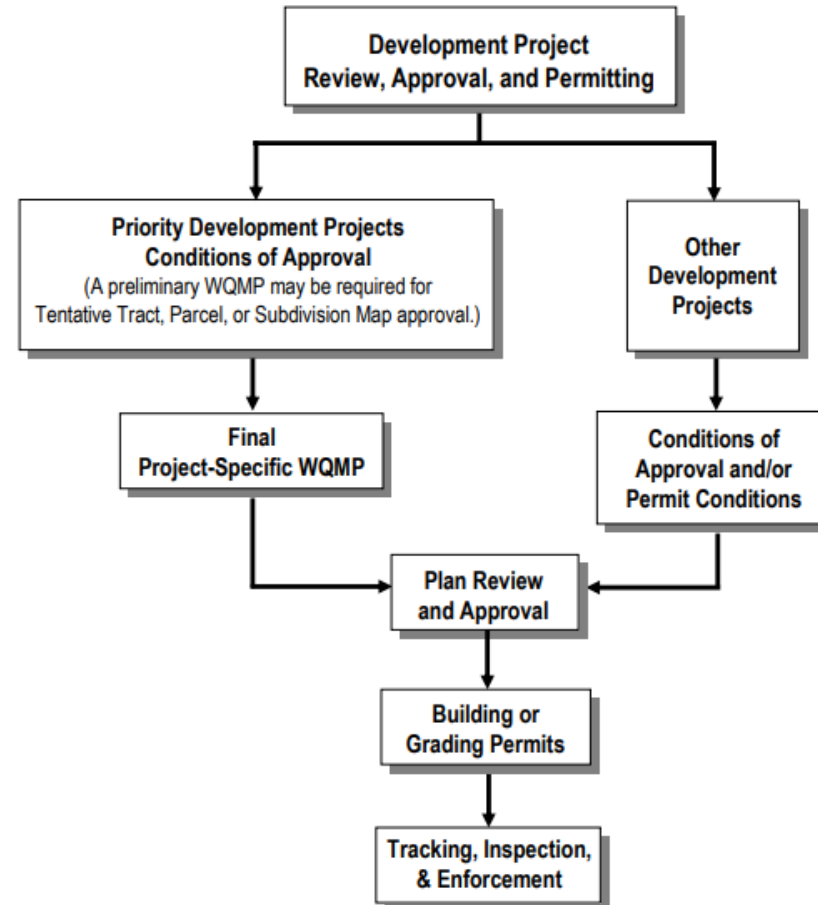 Development Project
Review, Approval, and Permitting
Priority Development Projects
Conditions of Approval
(A preliminary WQMP may be required for
Tentative Tract, Parcel, or Subdivision Map approval.)
Other
Development
Projects
Final
Project-Specific WQMP
Conditions of
Approval and/or
Permit Conditions
Plan Review
and Approval
Building or
Grading Permits
Tracking, Inspection,
& Enforcement